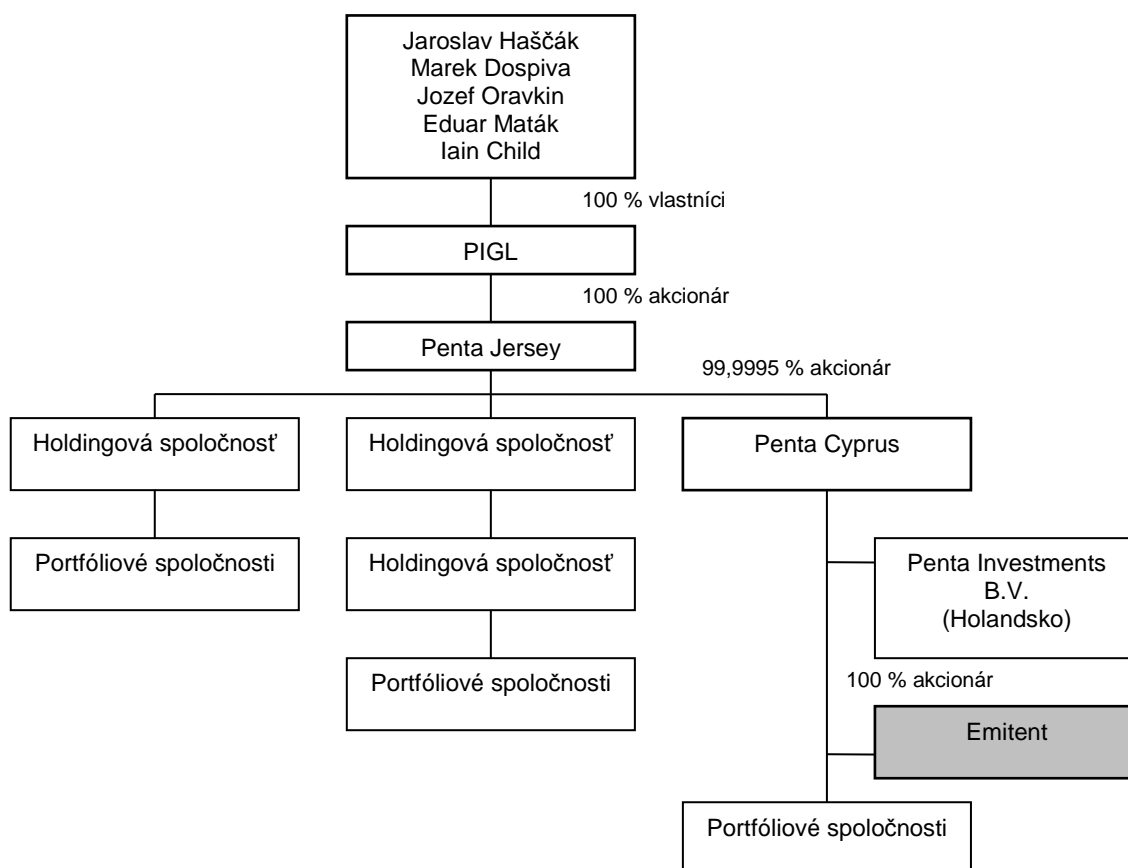 Jaroslav Haščák
Marek Dospiva
Jozef Oravkin
Eduar Maták
Iain Child
100 % vlastníci
PIGL
100 % akcionár
Penta Jersey
99,9995 % akcionár
Holdingová spoločnosť
Holdingová spoločnosť
Penta Cyprus
Portfóliové spoločnosti
Holdingová spoločnosť
Penta Investments
B.V.
(Holandsko)
Portfóliové spoločnosti
100 % akcionár
Emitent
Portfóliové spoločnosti